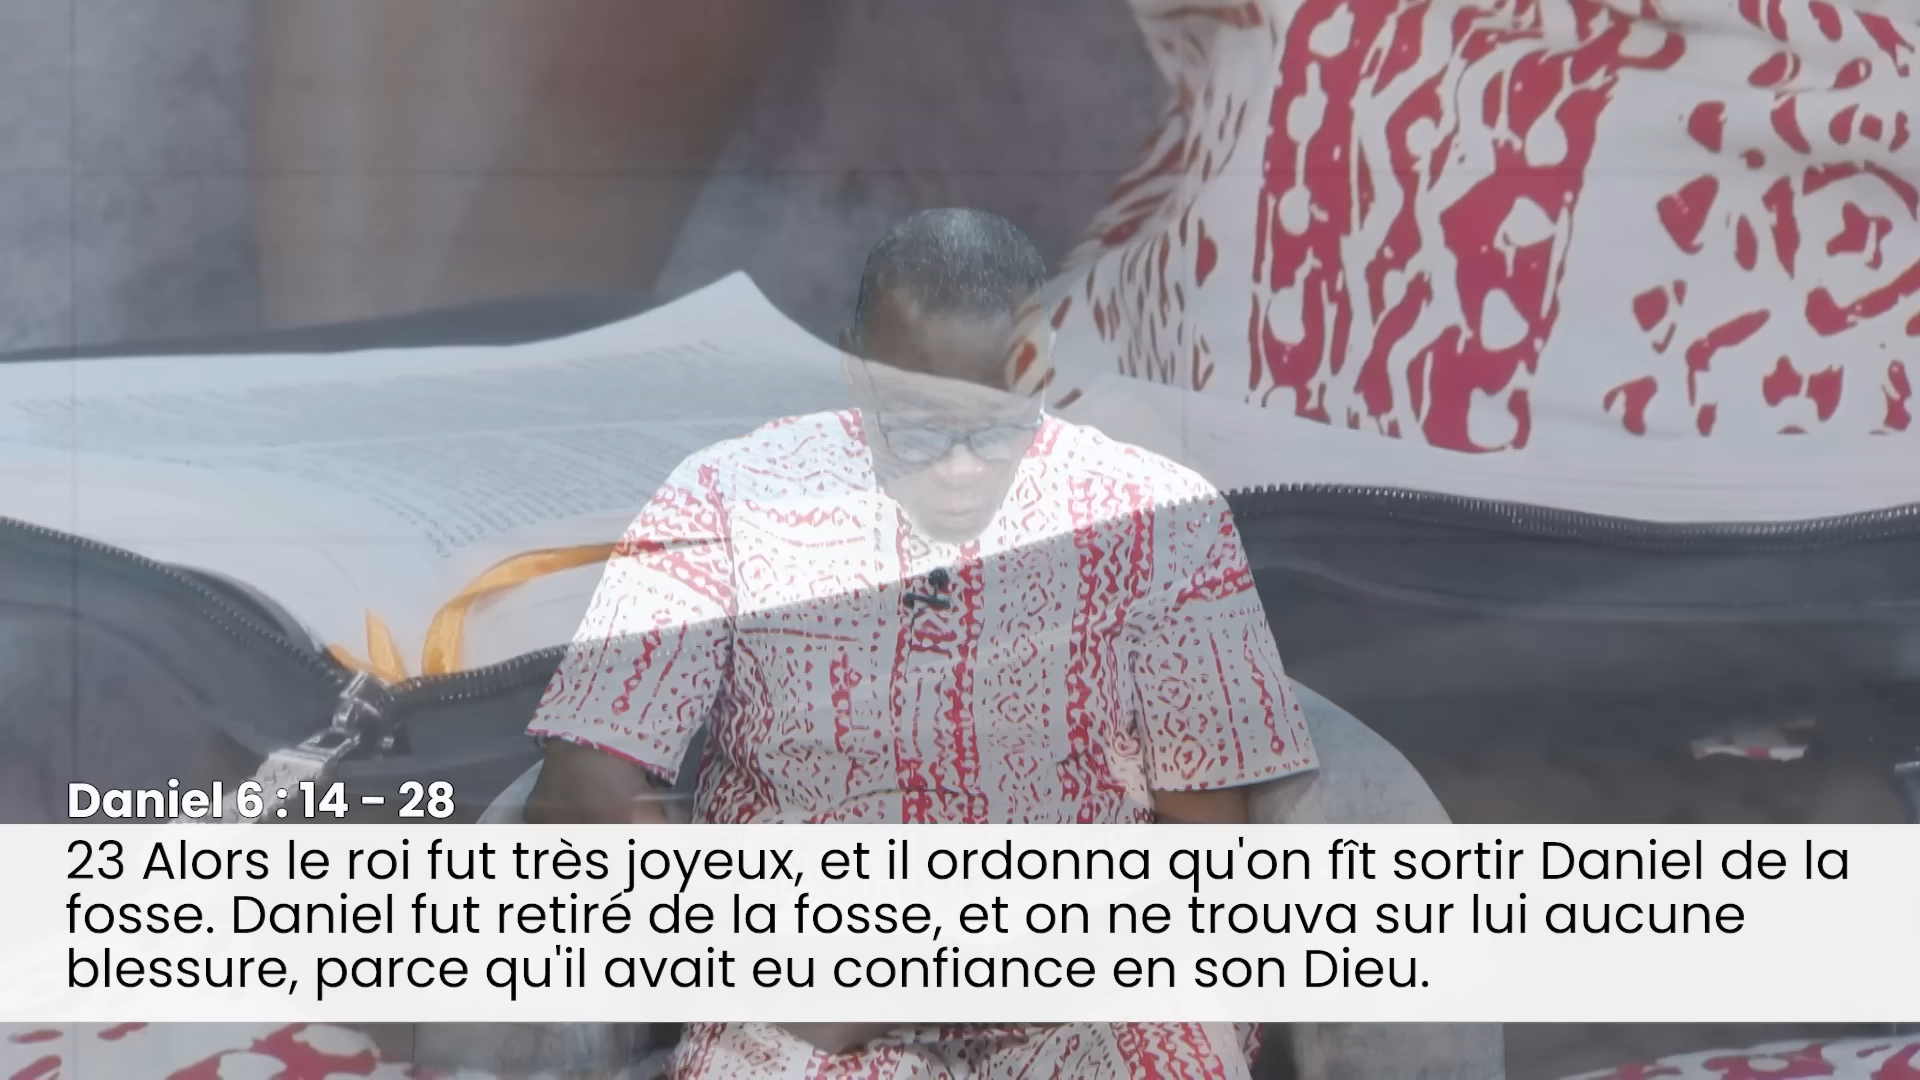 Daniel 6 : 14 - 28
23 Alors le roi fut très joyeux, et il ordonna qu'on fît sortir Daniel de la
fosse. Daniel fut retiré de la fosse, et on ne trouva sur lui aucune
blessure, parce qu'il avait eu confiance en son Dieu.